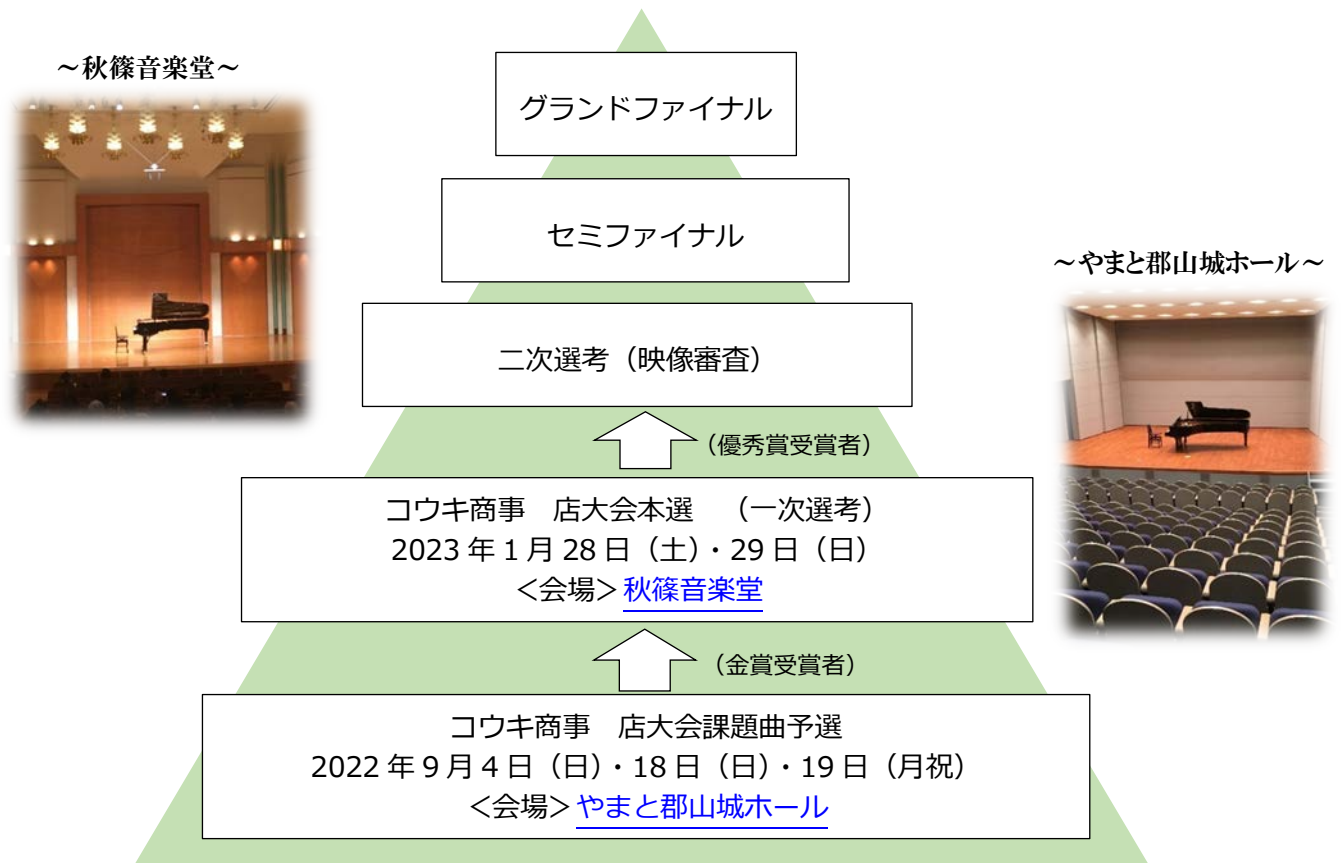 ～秋篠音楽堂～
グランドファイナル
セミファイナル
～やまと郡山城ホール～
二次選考（映像審査）
（優秀賞受賞者）
コウキ商事　店大会本選　（一次選考）
2023 年 1 月 28 日（土）・29 日（日）
＜会場＞秋篠音楽堂
（金賞受賞者）
コウキ商事　店大会課題曲予選
2022 年 9 月 4 日（日）・18 日（日）・19 日（月祝）
＜会場＞やまと郡山城ホール